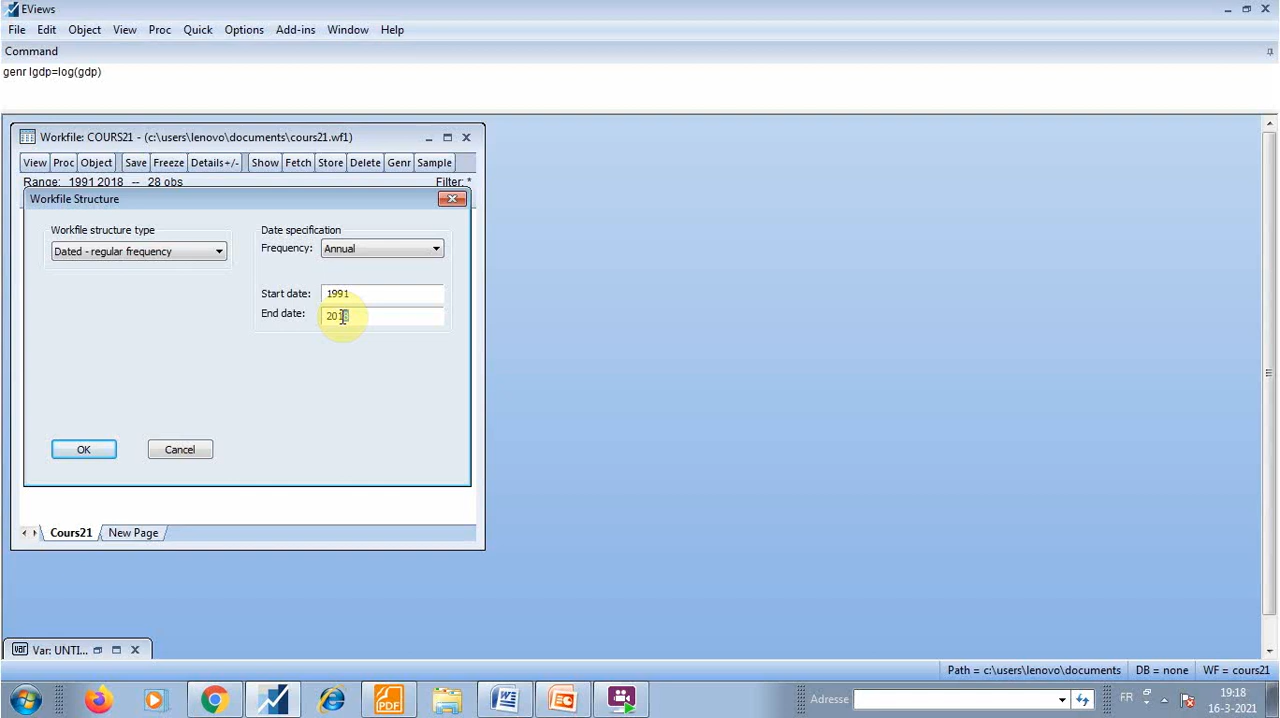 EViews
File Edit Object View Proc Quick Options Add-ins Window Help
Command
genr lgdp=log(gdp)
Workfile: COURS21 - (c:\users\lenovo\documents\cours21.wf1)
View Proc Object Save Freeze Details+/- Show Fetch Store Delete Genr Sample
Range: 1991 2018 -- 28 obs Filter: *
Workfile Structure
Workfile structure type
Dated - regular frequency
Date specification
Frequency: Annual
Start date: 1991
End date:
OK Cancel
Cours21 New Page
var Var: UNTI...
Path = c:\users\lenovo\documents DB = none WF = cours21
PDF
Adresse
FR
19:18
16-3-2021